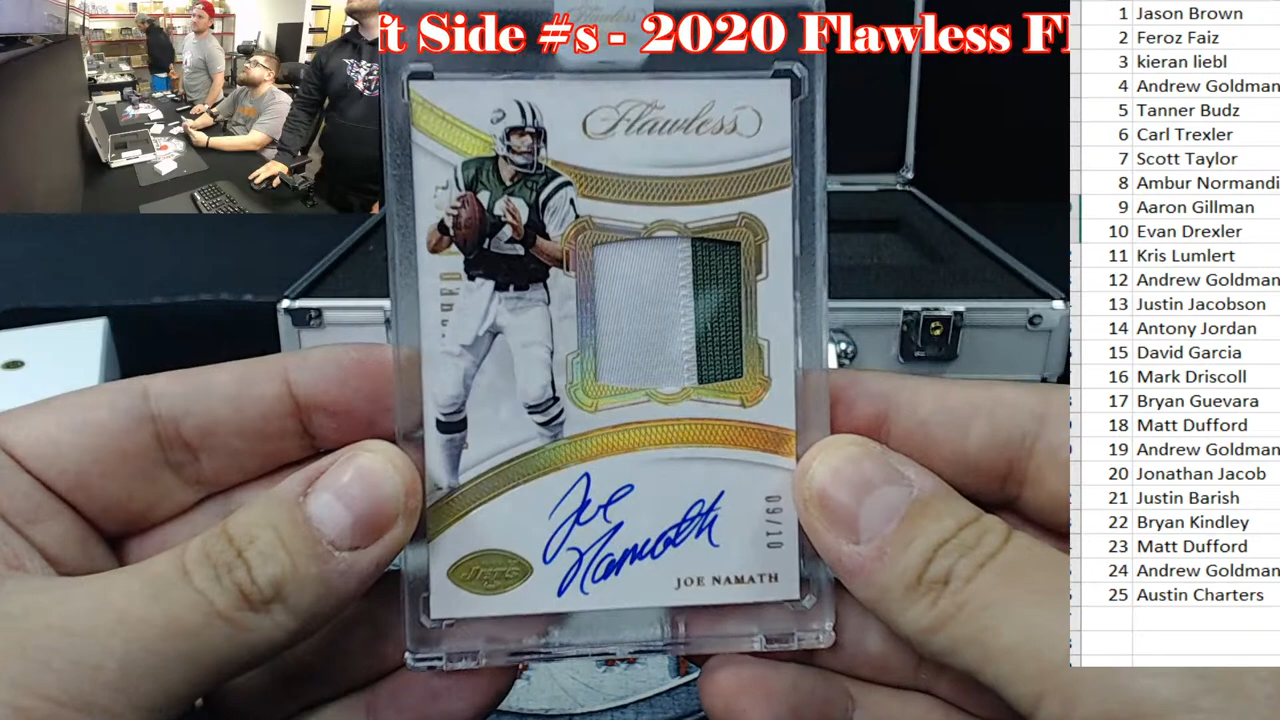 ft Side #s - 2020 Flawless Fl
Flawless
Flawless
09/10
Joe
Namath
JETS
JOE NAMATH
1 Jason Brown
2 Feroz Faiz
3 kieran liebl
4 Andrew Goldman
5 Tanner Budz
6 Carl Trexler
7 Scott Taylor
8 Ambur Normandi
9 Aaron Gillman
10 Evan Drexler
11 Kris Lumlert
12 Andrew Goldman
13 Justin Jacobson
14 Antony Jordan
15 David Garcia
16 Mark Driscoll
17 Bryan Guevara
18 Matt Dufford
19 Andrew Goldman
20 Jonathan Jacob
21 Justin Barish
22 Bryan Kindley
23 Matt Dufford
24 Andrew Goldman
25 Austin Charters